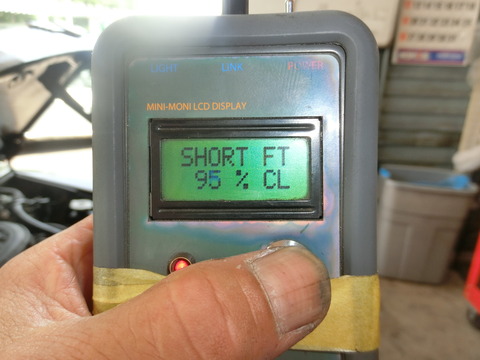 LIGHT LINK POWER
MINI-MONI LCD DISPLAY
SHORT FT
95 % CL